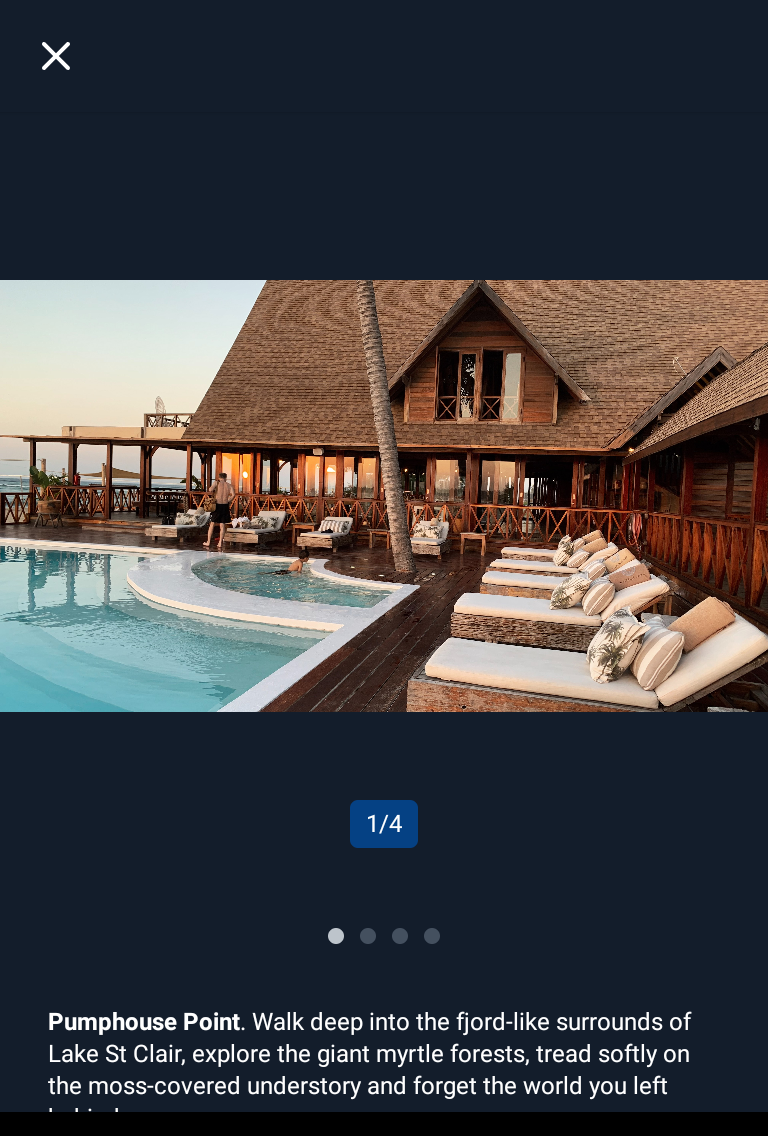 1/4
Pumphouse Point. Walk deep into the fjord-like surrounds of
Lake St Clair, explore the giant myrtle forests, tread softly on
the moss-covered understory and forget the world you left